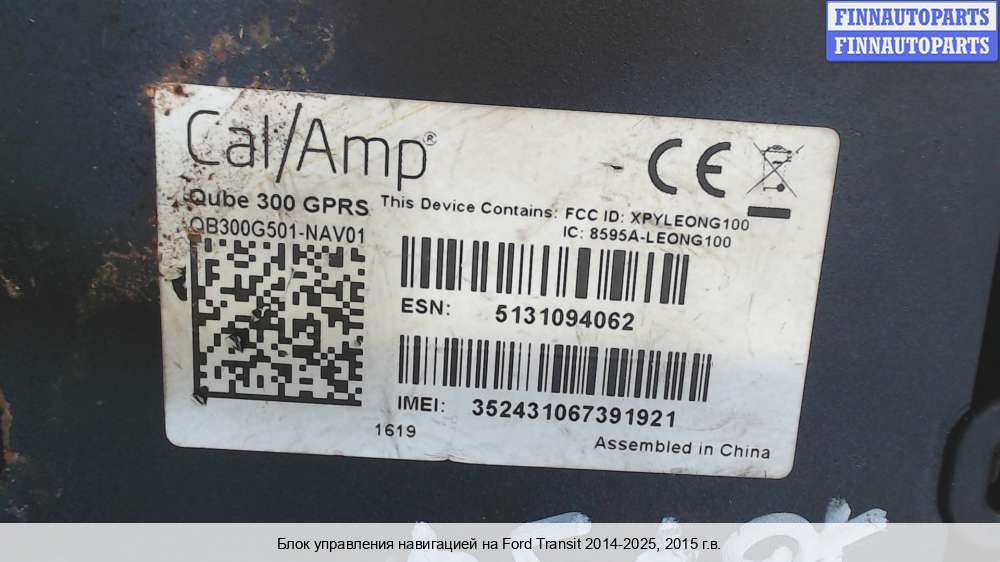 FINNAUTOPARTS
FINNAUTOPARTS
Cal/Amp®
CE
Qube 300 GPRS
This Device Contains: FCC ID: XPYLEONG100
QB300G501-NAV01
IC: 8595A-LEONG100
ESN: 5131094062
IMEI: 352431067391921
1619
Assembled in China
Блок управления навигацией на Ford Transit 2014-2025, 2015 г.в.